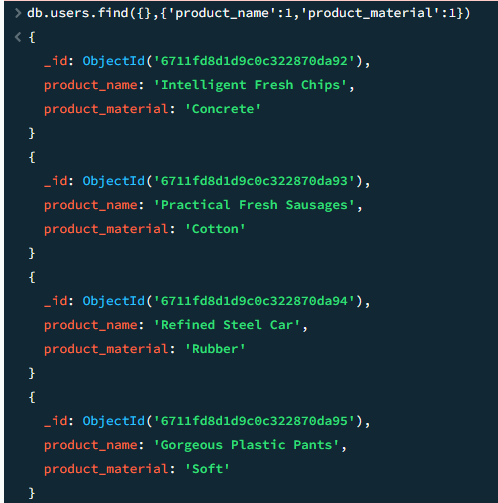 > db.users.find({},{'product_name':1,'product_material':1})
< {
_id: ObjectId('6711fd8d1d9c0c322870da92'),
product_name: 'Intelligent Fresh Chips',
product_material: 'Concrete'
}
{
_id: ObjectId('6711fd8d1d9c0c322870da93'),
product_name: 'Practical Fresh Sausages',
product_material: 'Cotton'
}
{
_id: ObjectId('6711fd8d1d9c0c322870da94'),
product_name: 'Refined Steel Car',
product_material: 'Rubber'
}
{
_id: ObjectId('6711fd8d1d9c0c322870da95'),
product_name: 'Gorgeous Plastic Pants',
product_material: 'Soft'
}